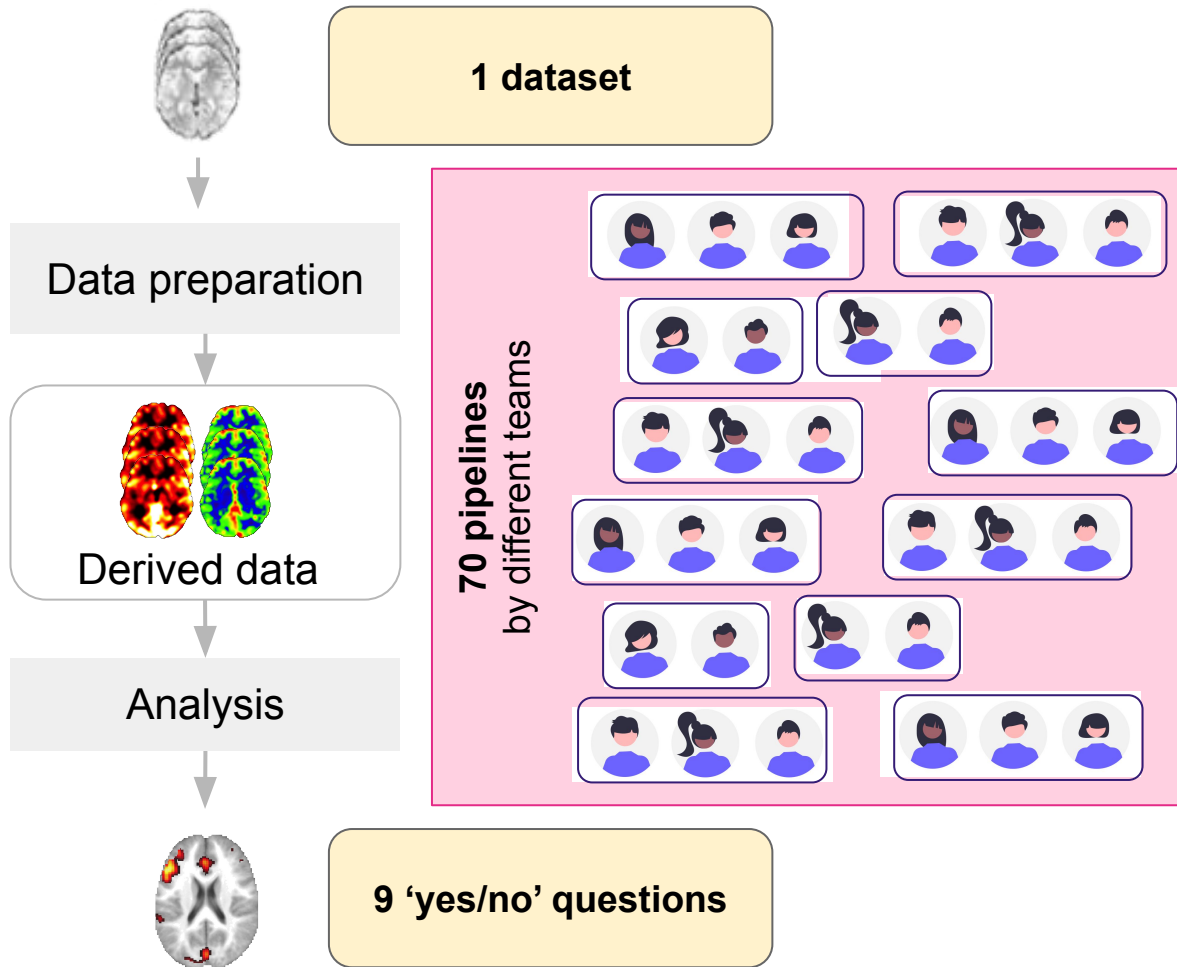 1 dataset
Data preparation
Derived data
Analysis
70 pipelines
by different teams
9 ‘yes/no’ questions